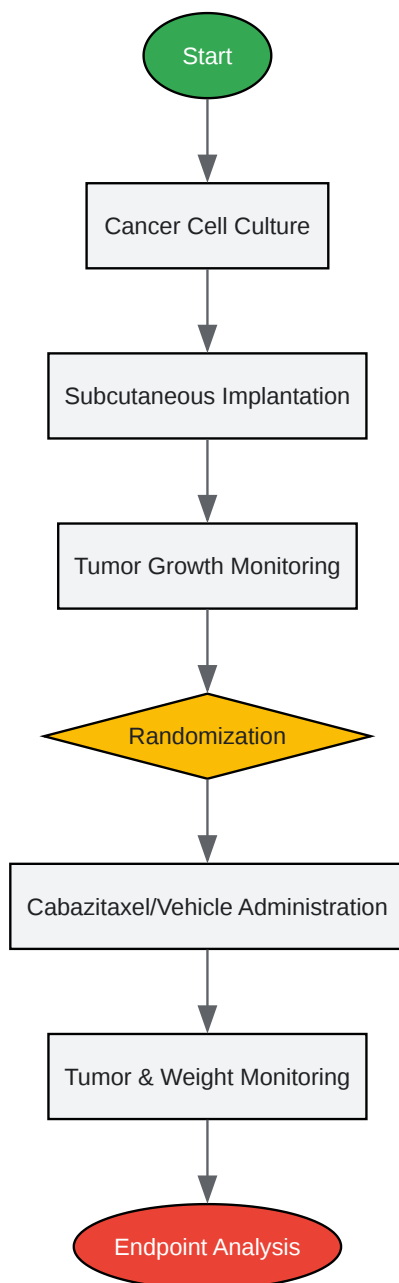 Start
Cancer Cell Culture
Subcutaneous Implantation
Tumor Growth Monitoring
Randomization
Cabazitaxel/Vehicle Administration
Tumor & Weight Monitoring
Endpoint Analysis